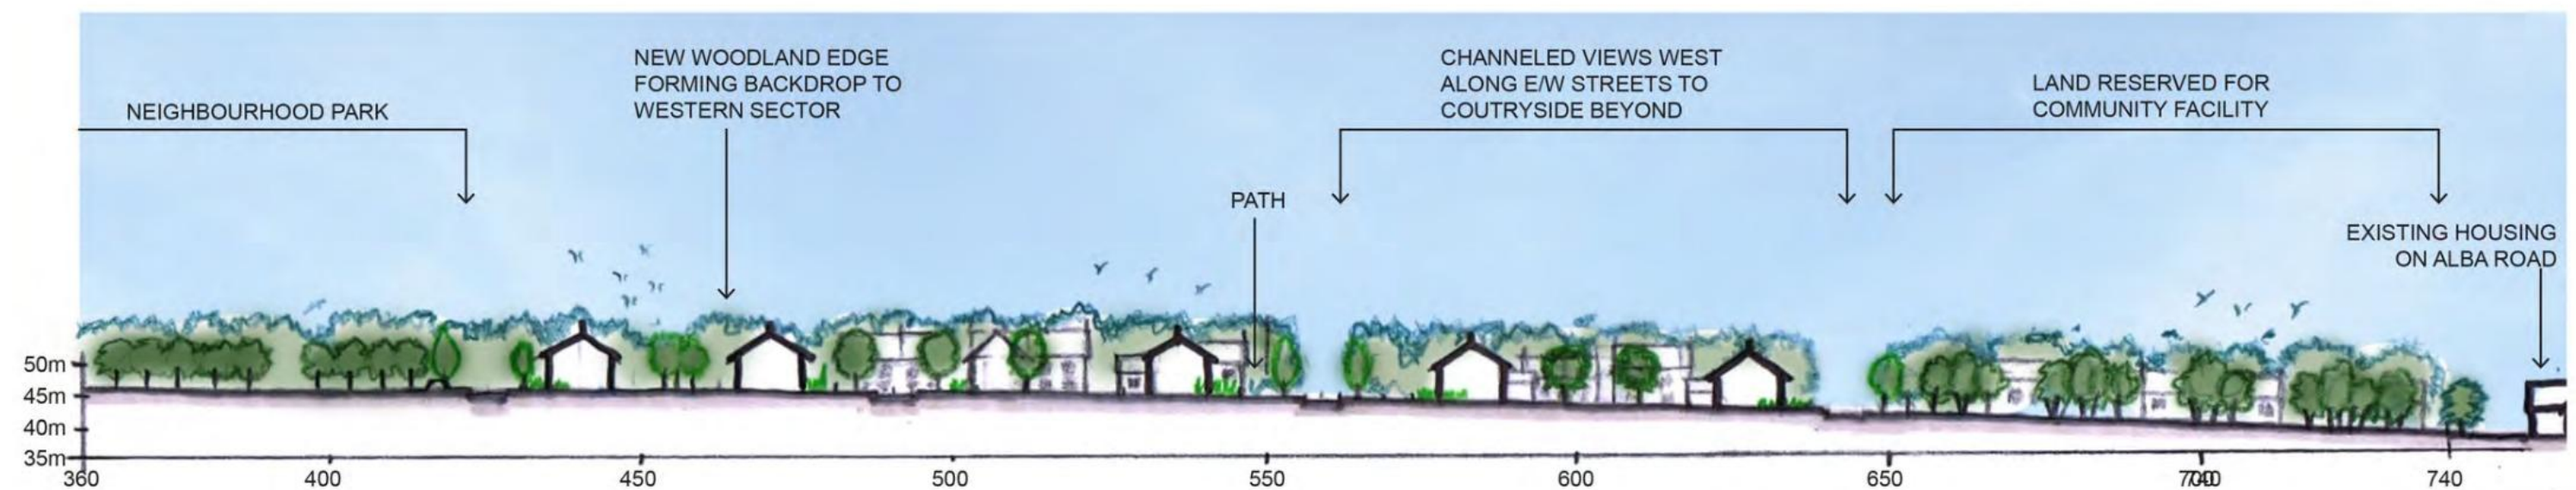 NEW WOODLAND EDGE
FORMING BACKDROP TO
WESTERN SECTOR
CHANNELED VIEWS WEST
ALONG E/W STREETS TO
COUTRYSIDE BEYOND
LAND RESERVED FOR
COMMUNITY FACILITY
NEIGHBOURHOOD PARK
PATH
EXISTING HOUSING
ON ALBA ROAD
50m
45m
40m
35m
360 400 450 500 550 600 650 700 740